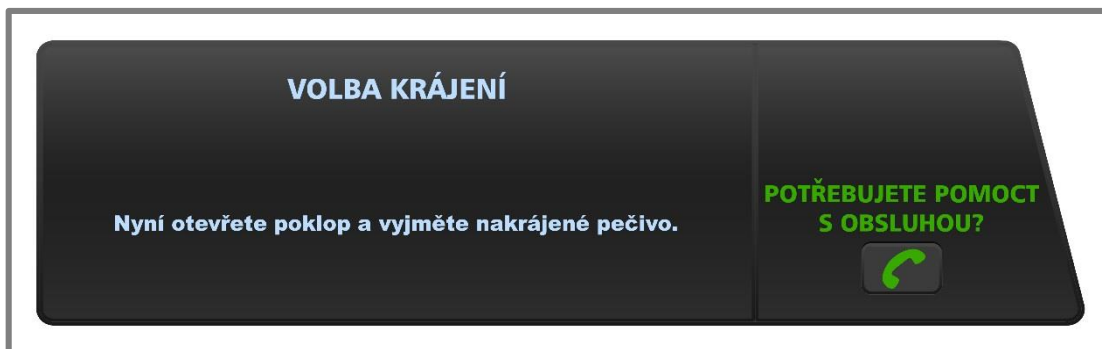 VOLBA KRÁJENÍ
Nyní otevřete poklop a vyjměte nakrájené pečivo.
POTŘEBUJETE POMOCT
S OBSLUHOU?